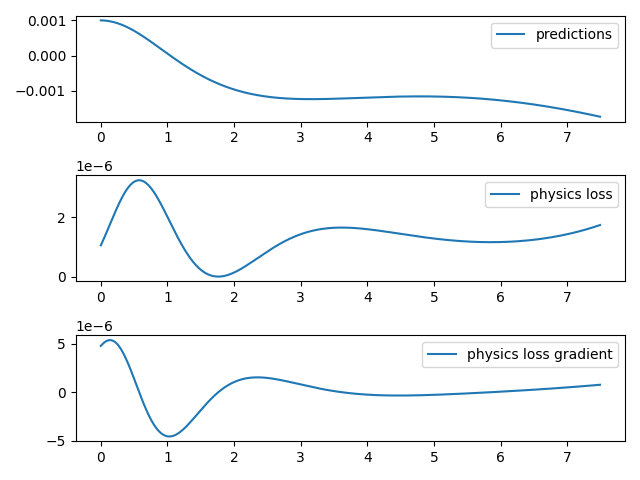 0.001
0.000
−0.001
predictions
0 1 2 3 4 5 6 7
1e−6
2
0
physics loss
0 1 2 3 4 5 6 7
1e−6
5
0
−5
physics loss gradient
0 1 2 3 4 5 6 7